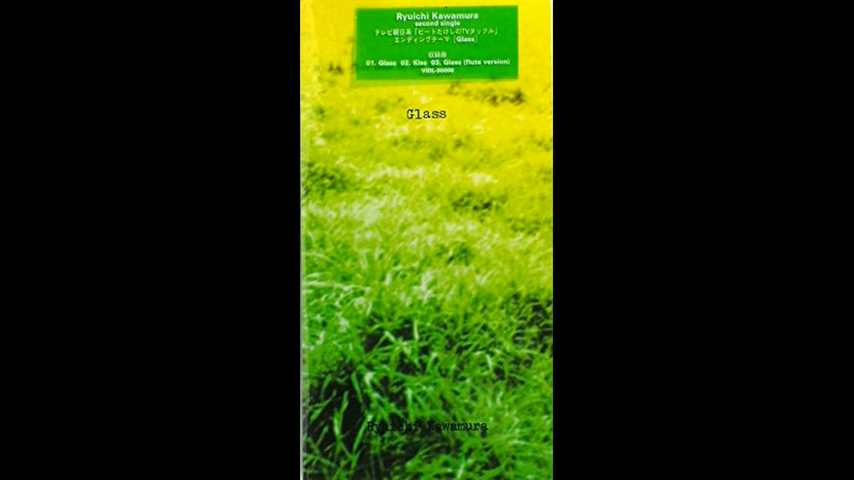 Ryuichi Kawamura
second single
テレビ朝日系「ビートたけしのTVタックル」
エンディングテーマ「Glass」
収録曲
01. Glass 02. Kiss 03. Glass (flute version)
VIDL-30008
Glass
Ryuichi Kawamura